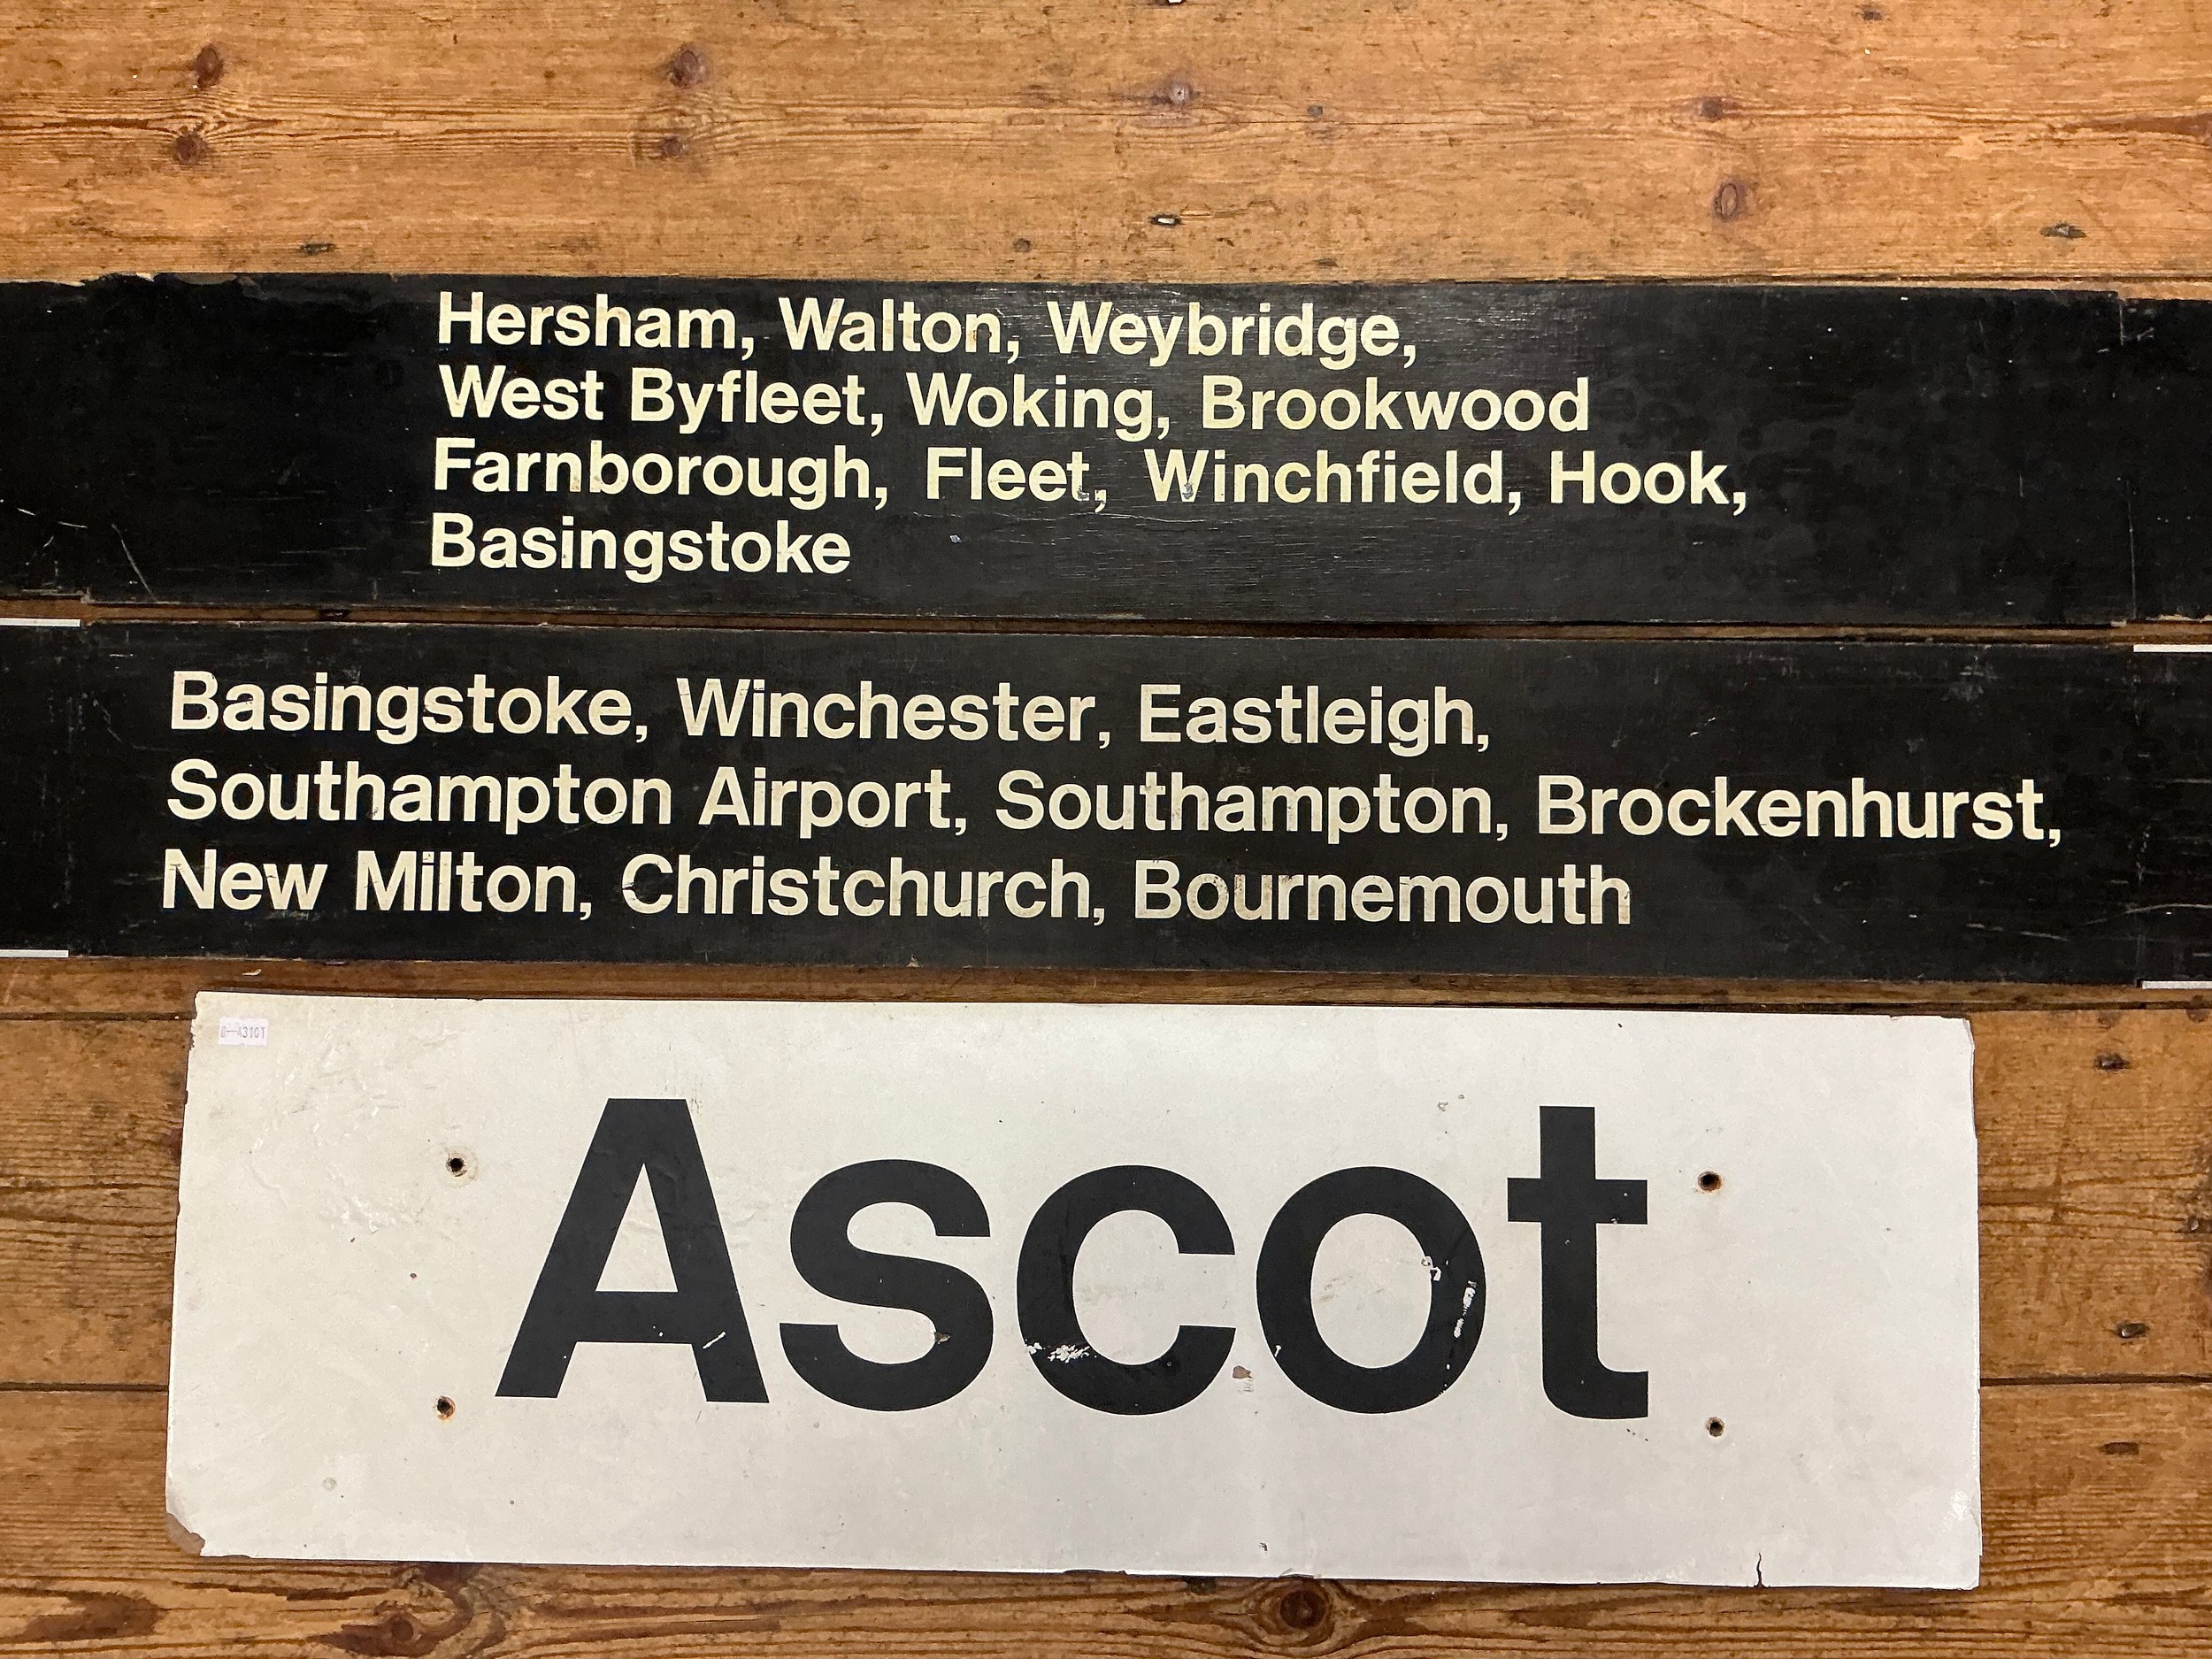 Hersham, Walton, Weybridge,
West Byfleet, Woking, Brookwood
Farnborough, Fleet, Winchfield, Hook,
Basingstoke
Basingstoke, Winchester, Eastleigh,
Southampton Airport, Southampton, Brockenhurst,
New Milton, Christchurch, Bournemouth
Ascot